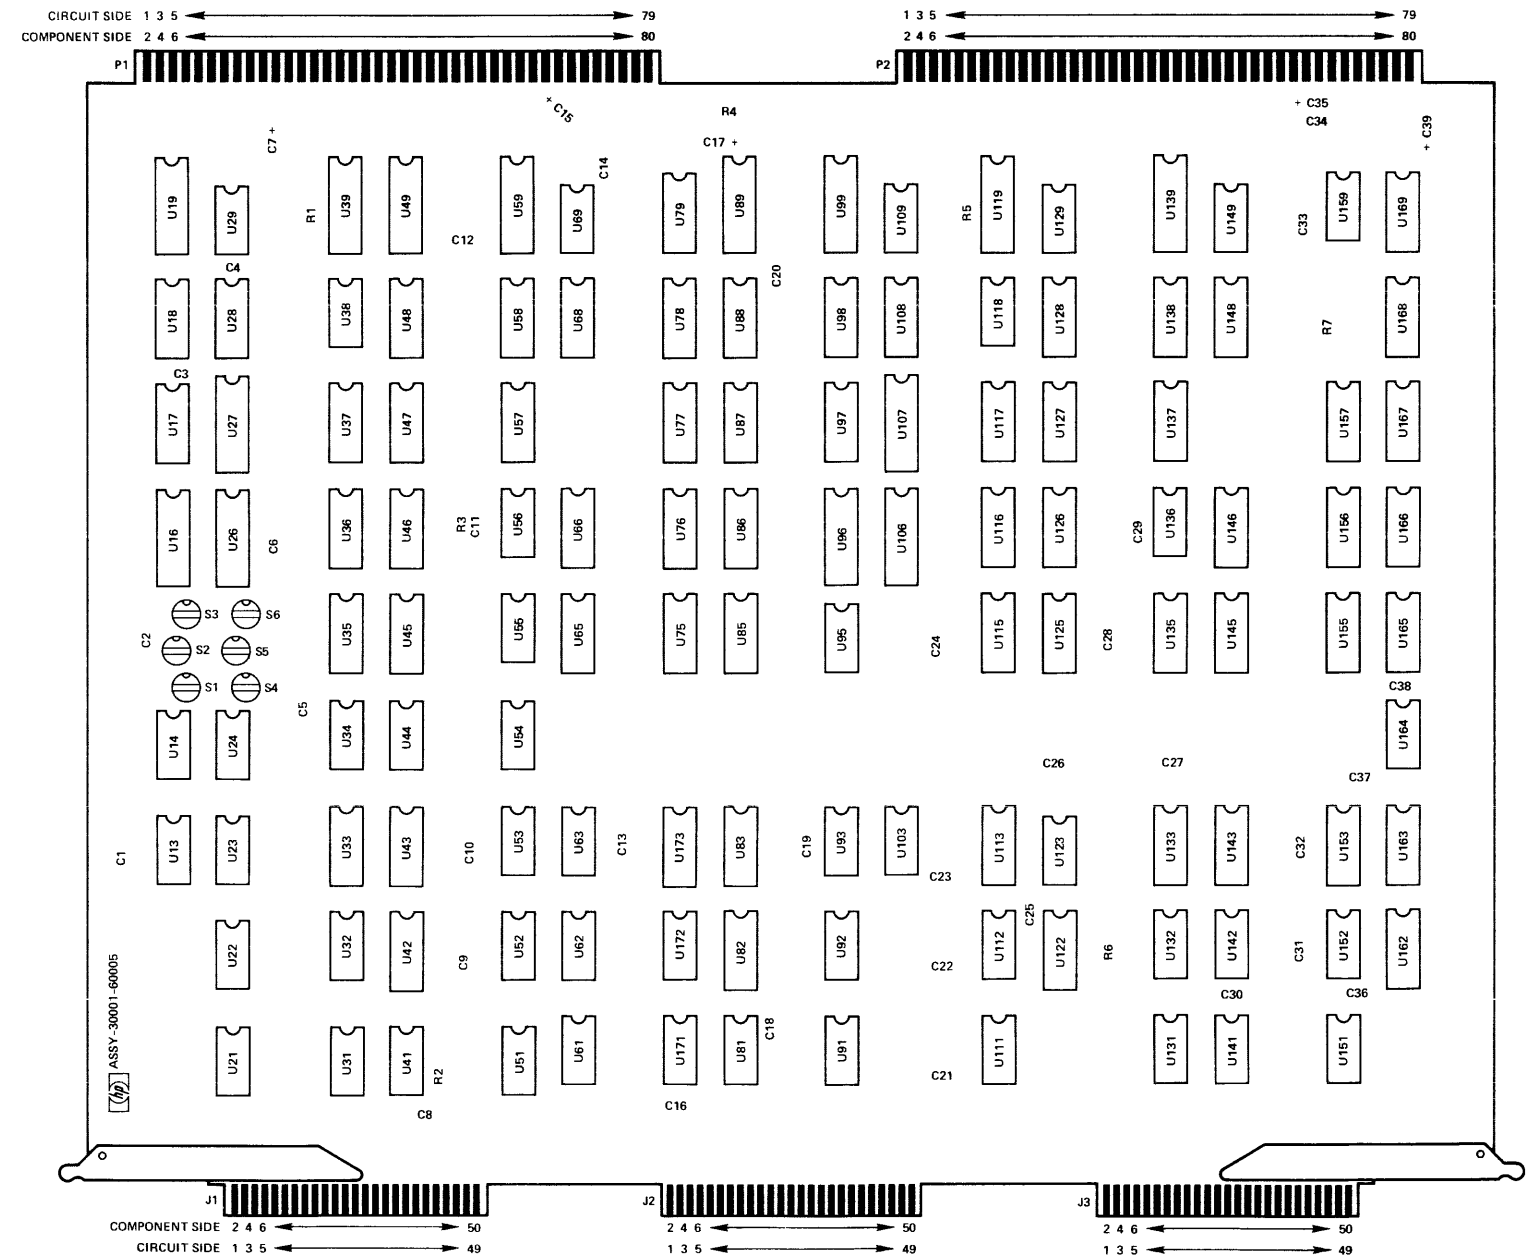 CIRCUIT SIDE 1 3 5 79 1 3 5 79
COMPONENT SIDE 2 4 6 80 2 4 6 80
P1 P2
C15 R4 + C35
C34
C7 + C17 + C14 + C39
U19 U29 R1 U39 U49 C12 U59 U69 U79 U89 U99 U109 R5 U119 U129 U139 U149 C33 U159 U169
C4 C20
U18 U28 U38 U48 U58 U68 U78 U88 U98 U108 U118 U128 U138 U148 R7 U168
C3
U17 U27 U37 U47 U57 U77 U87 U97 U107 U117 U127 U137 U157 U167
U16 U26 C6 U36 U46 R3 C11 U56 U66 U76 U86 U96 U106 U116 U126 C29 U136 U146 U156 U166
S3 S6
C2 S2 S5 U35 U45 U55 U65 U75 U85 U95 C24 U115 U125 C28 U135 U145 U155 U165
S1 S4 C38
C5
U14 U24 U34 U44 U54 U164
C26 C27
C37
C1 U13 U23 U33 U43 C10 U53 U63 C13 U173 U83 C19 U93 U103 U113 U123 U133 U143 C32 U153 U163
C23
C25
U22 U32 U42 C9 U52 U62 U172 U82 U92 C22 U112 U122 R6 U132 U142 C31 U152 U162
C30 C36
ASSY-30001-60005
hp
U21 U31 U41 R2 U51 U61 U171 U81 C18 U91 C21 U111 U131 U141 U151
C8 C16
J1 J2 J3
COMPONENT SIDE 2 4 6 50 2 4 6 50 2 4 6 50
CIRCUIT SIDE 1 3 5 49 1 3 5 49 1 3 5 49